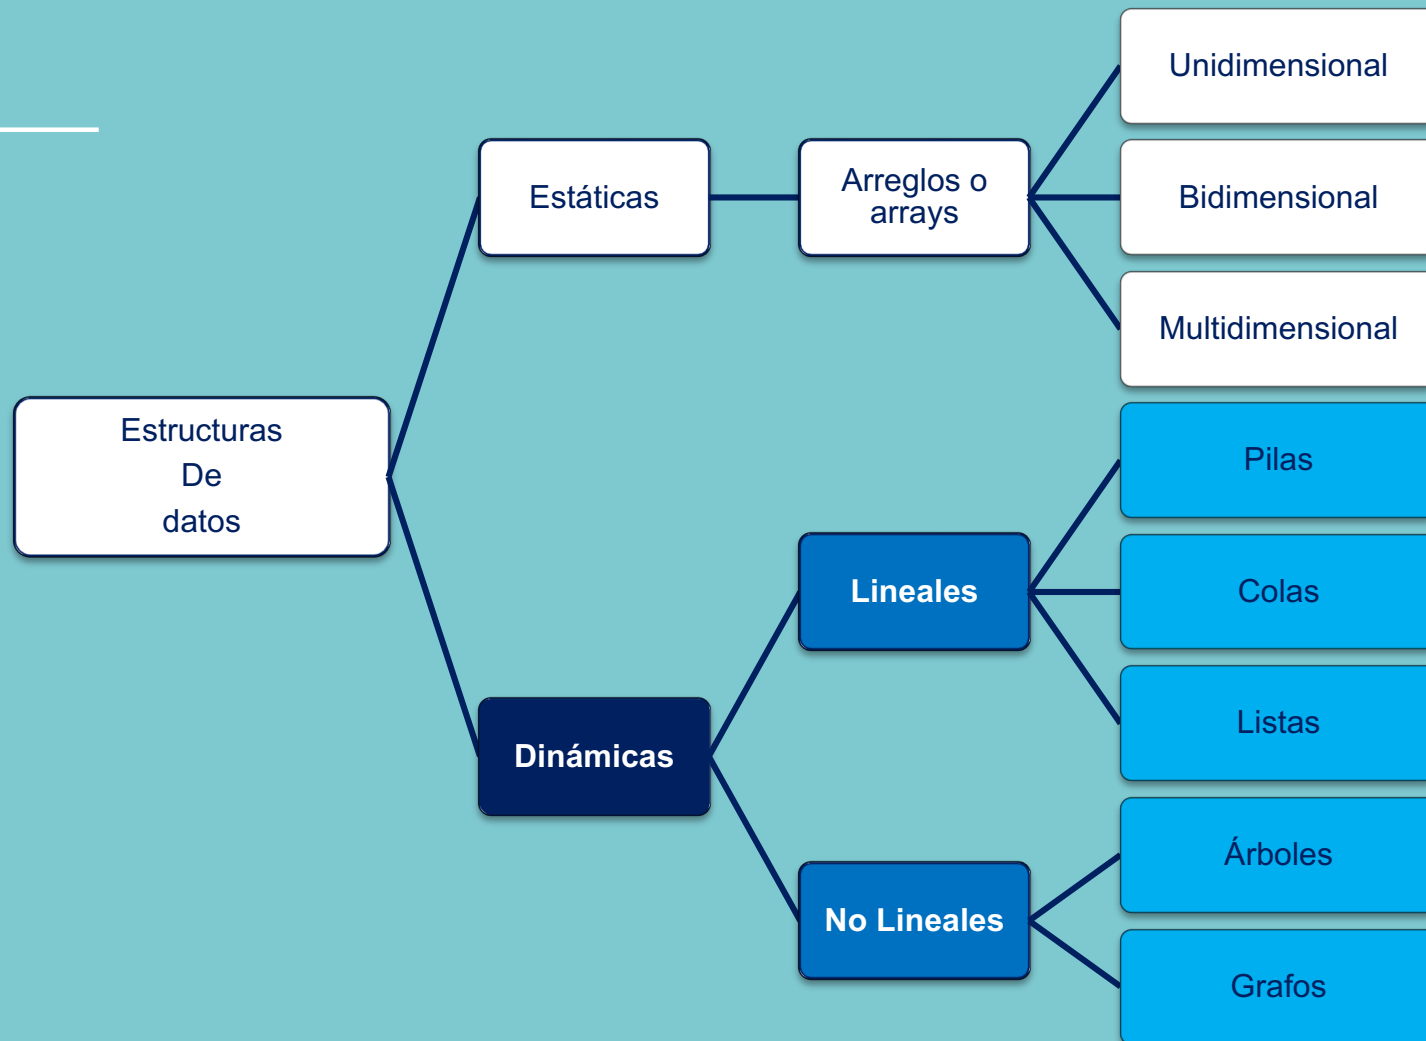 Estructuras
De
datos
Estáticas
Arreglos o
arrays
Unidimensional
Bidimensional
Multidimensional
Dinámicas
Lineales
Pilas
Colas
Listas
No Lineales
Árboles
Grafos